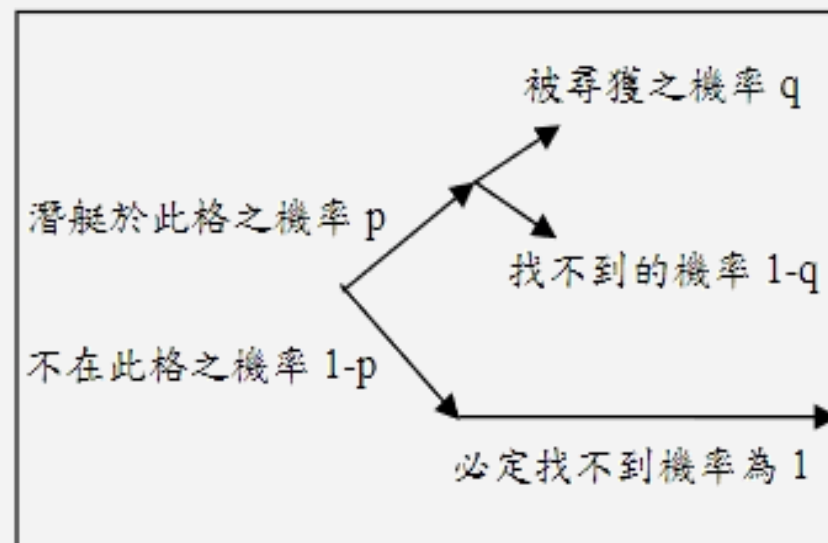 被尋獲之機率 q
潛艇於此格之機率 p
找不到的機率 1-q
不在此格之機率 1-p
必定找不到機率為 1